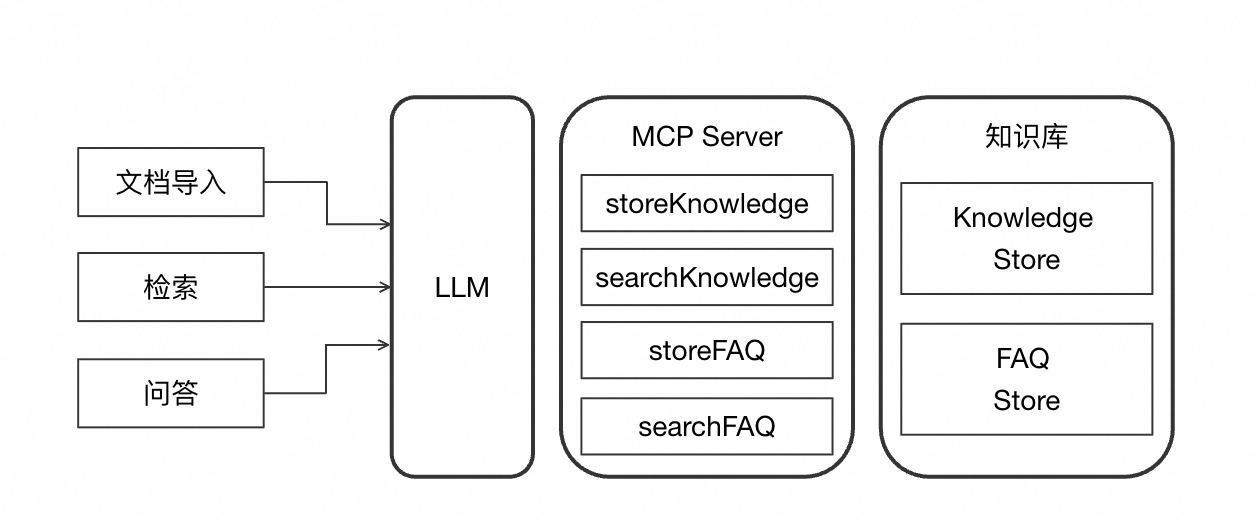 文档导入
检索
问答
LLM
MCP Server
storeKnowledge
searchKnowledge
storeFAQ
searchFAQ
知识库
Knowledge
Store
FAQ
Store